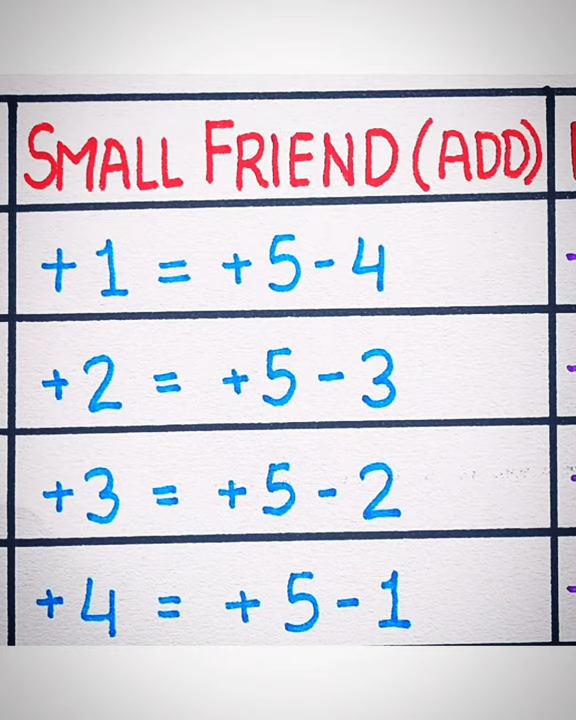 SMALL FRIEND (ADD)
+1 = +5-4
+2 = +5-3
+3 = +5-2
+4 = +5-1